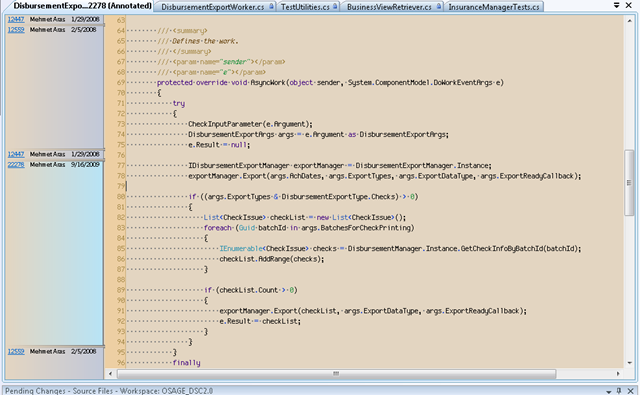 DisbursementExpo...2278 (Annotated) DisbursementExportWorker.cs TestUtilities.cs BusinessViewRetriever.cs InsuranceManagerTests.cs
12447 Mehmet Aras 1/29/2008 63
12559 Mehmet Aras 2/5/2008 64 /// <summary>
65 /// Defines the work.
66 /// </summary>
67 /// <param name="sender"></param>
68 /// <param name="e"></param>
69 protected override void AsyncWork(object sender, System.ComponentModel.DoWorkEventArgs e)
70 {
71 try
72 {
73 CheckInputParameter(e.Argument);
74 DisbursementExportArgs args = e.Argument as DisbursementExportArgs;
75 e.Result = null;
12447 Mehmet Aras 1/29/2008 76
22278 Mehmet Aras 9/16/2009 77 IDisbursementExportManager exportManager = DisbursementExportManager.Instance;
78 exportManager.Export(args.AchDates, args.ExportTypes, args.ExportDataType, args.ExportReadyCallback);
79
80 if ((args.ExportTypes & DisbursementExportType.Checks) > 0)
81 {
82 List<CheckIssue> checkList = new List<CheckIssue>();
83 foreach (Guid batchId in args.BatchesForCheckPrinting)
84 {
85 IEnumerable<CheckIssue> checks = DisbursementManager.Instance.GetCheckInfoByBatchId(batchId);
86 checkList.AddRange(checks);
87 }
88
89 if (checkList.Count > 0)
90 {
91 exportManager.Export(checkList, args.ExportDataType, args.ExportReadyCallback);
92 e.Result = checkList;
93 }
94 }
12559 Mehmet Aras 2/5/2008 95 }
96 finally
Pending Changes - Source Files - Workspace: OSAGE_DSC2.0